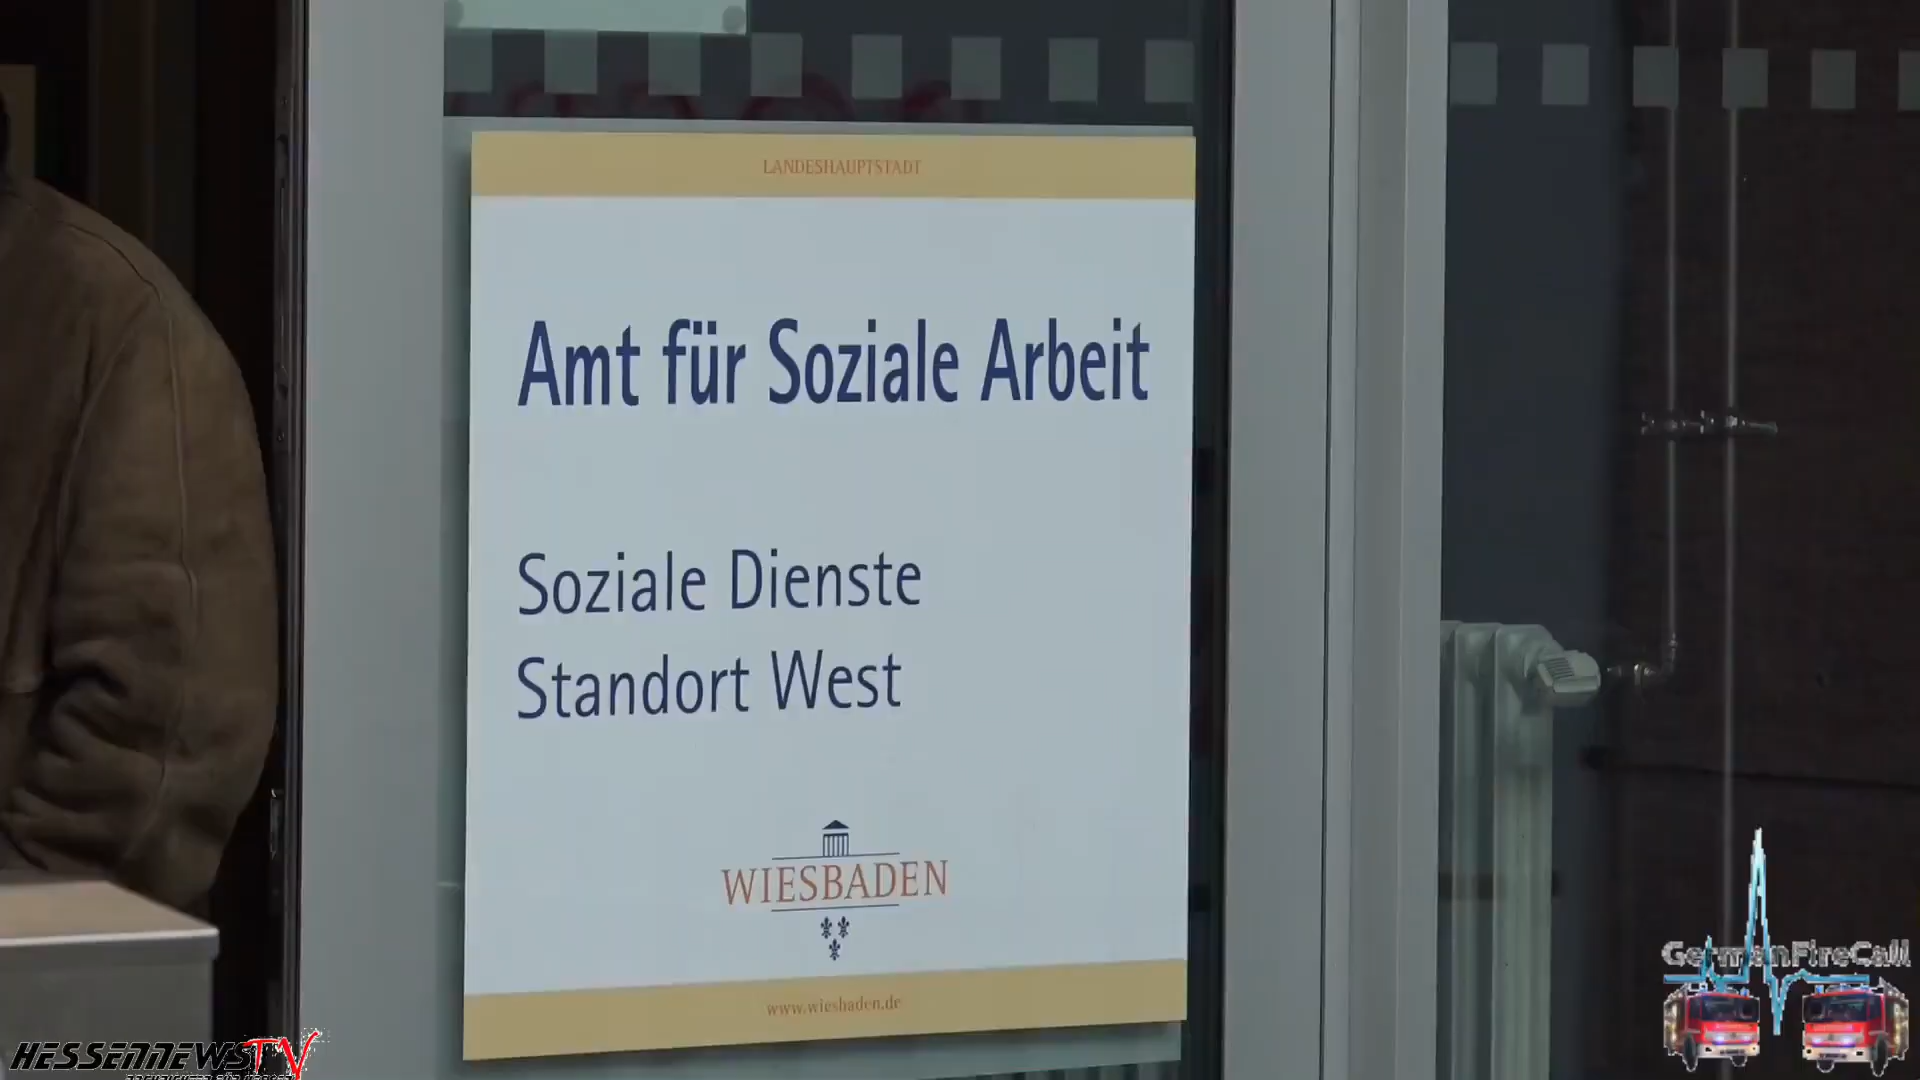 LANDESHAUPTSTADT
Amt für Soziale Arbeit
Soziale Dienste
Standort West
WIESBADEN
www.wiesbaden.de
GermanFireCall
HESSENNEWS TV